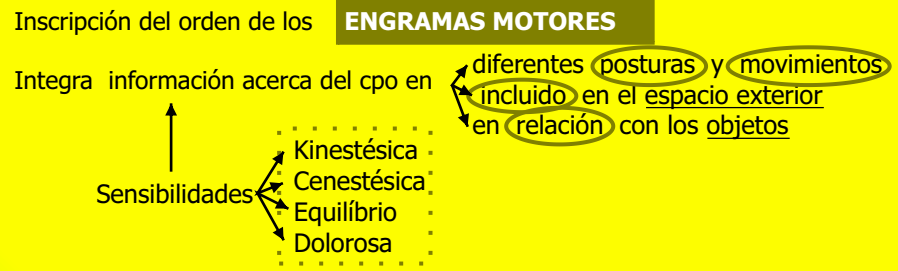 Inscripción del orden de los ENGRAMAS MOTORES
Integra información acerca del cpo en
diferentes posturas y movimientos
incluido en el espacio exterior
en relación con los objetos
Sensibilidades
Kinestésica
Cenestésica
Equilíbrio
Dolorosa